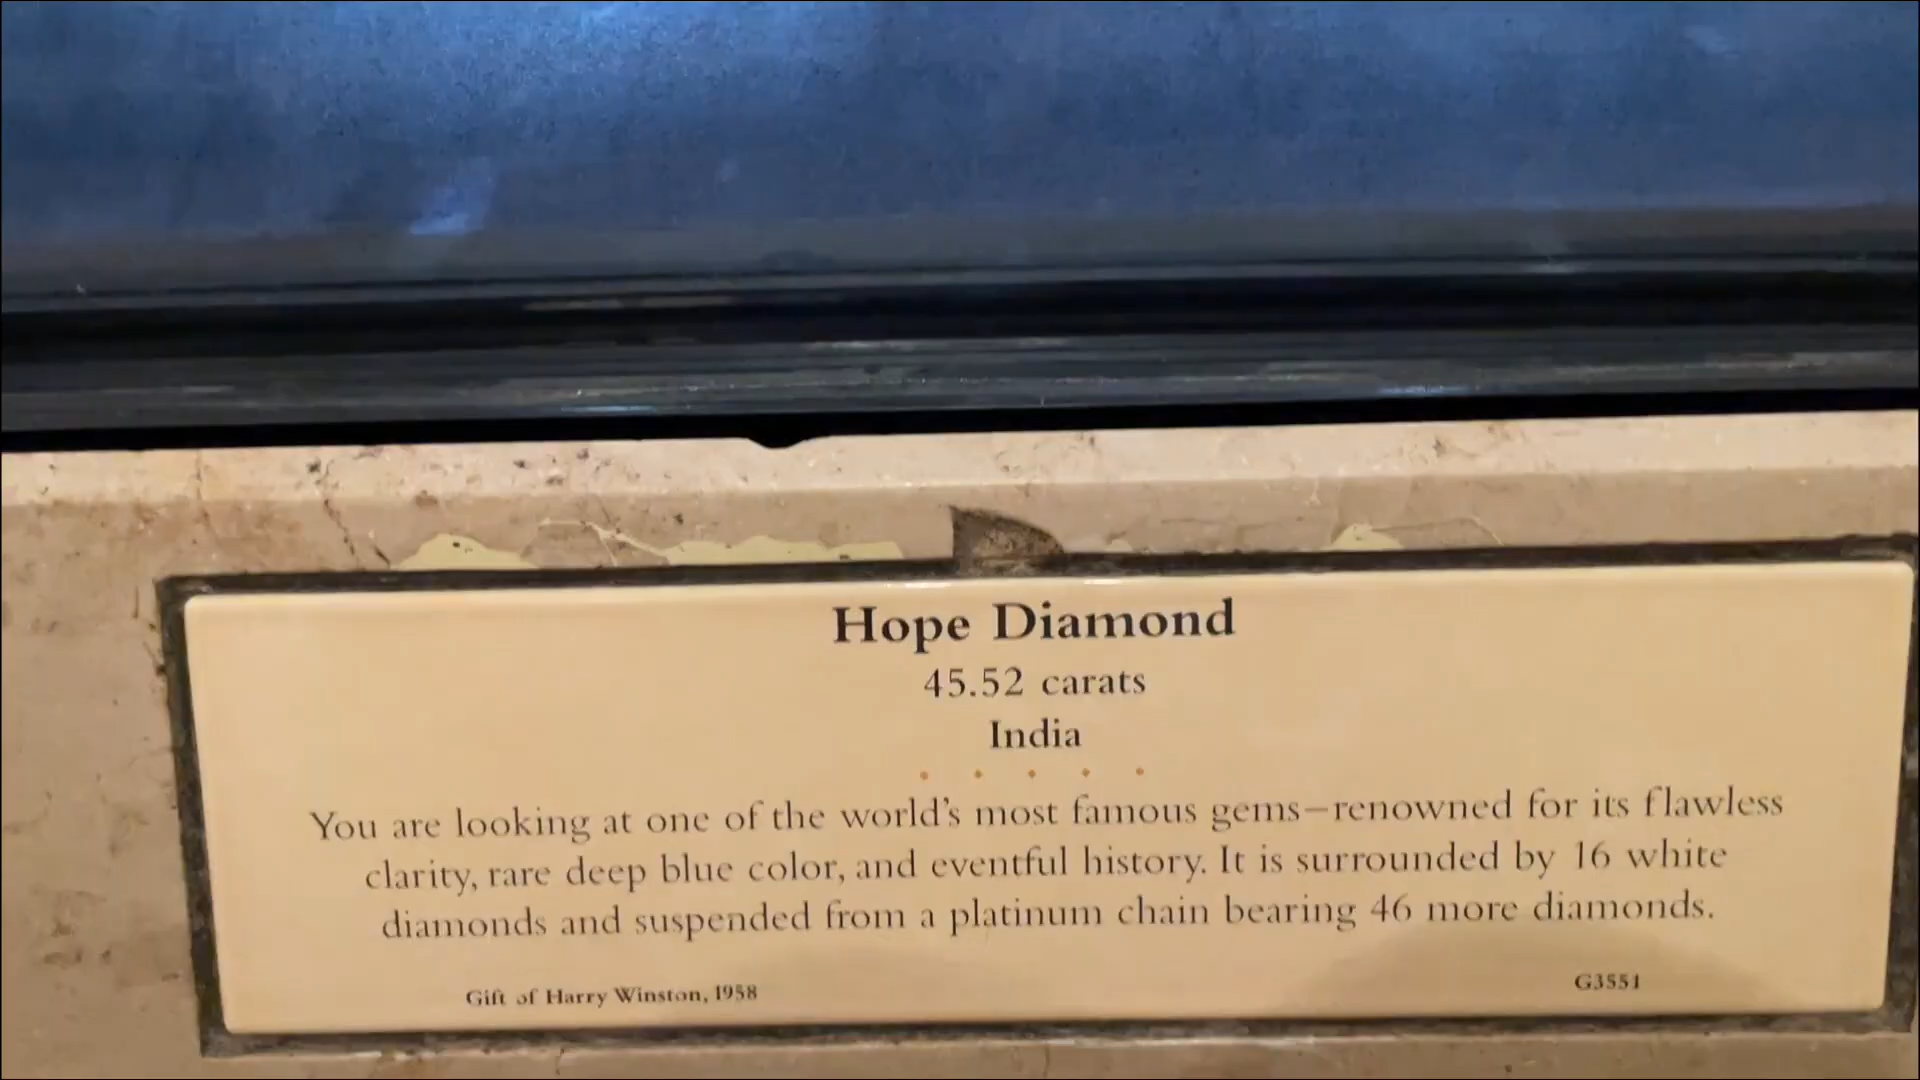 Hope Diamond
45.52 carats
India
You are looking at one of the world's most famous gems—renowned for its flawless
clarity, rare deep blue color, and eventful history. It is surrounded by 16 white
diamonds and suspended from a platinum chain bearing 46 more diamonds.
Gift of Harry Winston, 1958
G3551